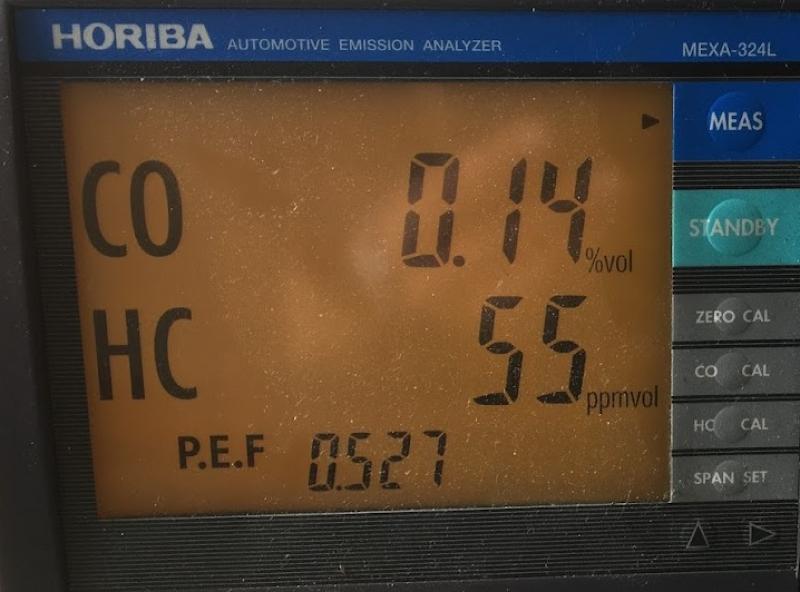 HORIBA AUTOMOTIVE EMISSION ANALYZER MEXA-324L
MEAS
CO 0.14 %vol
STANDBY
HC 55 ppmvol
ZERO CAL
CO CAL
HC CAL
P.E.F 0.527
SPAN SET